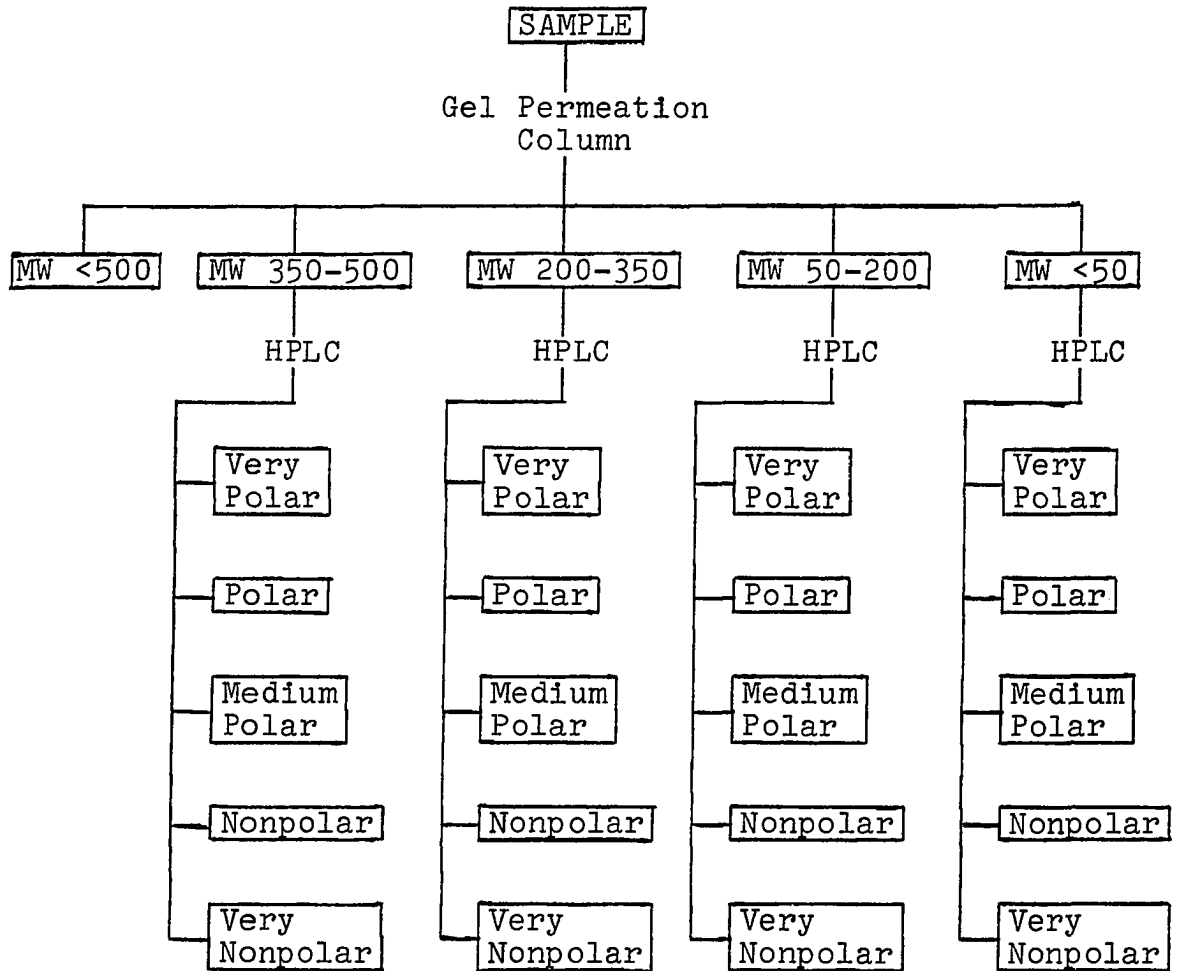 SAMPLE
Gel Permeation
Column
MW <500
MW 350-500
MW 200-350
MW 50-200
MW <50
HPLC
HPLC
HPLC
HPLC
Very
Polar
Very
Polar
Very
Polar
Very
Polar
Polar
Polar
Polar
Polar
Medium
Polar
Medium
Polar
Medium
Polar
Medium
Polar
Nonpolar
Nonpolar
Nonpolar
Nonpolar
Very
Nonpolar
Very
Nonpolar
Very
Nonpolar
Very
Nonpolar